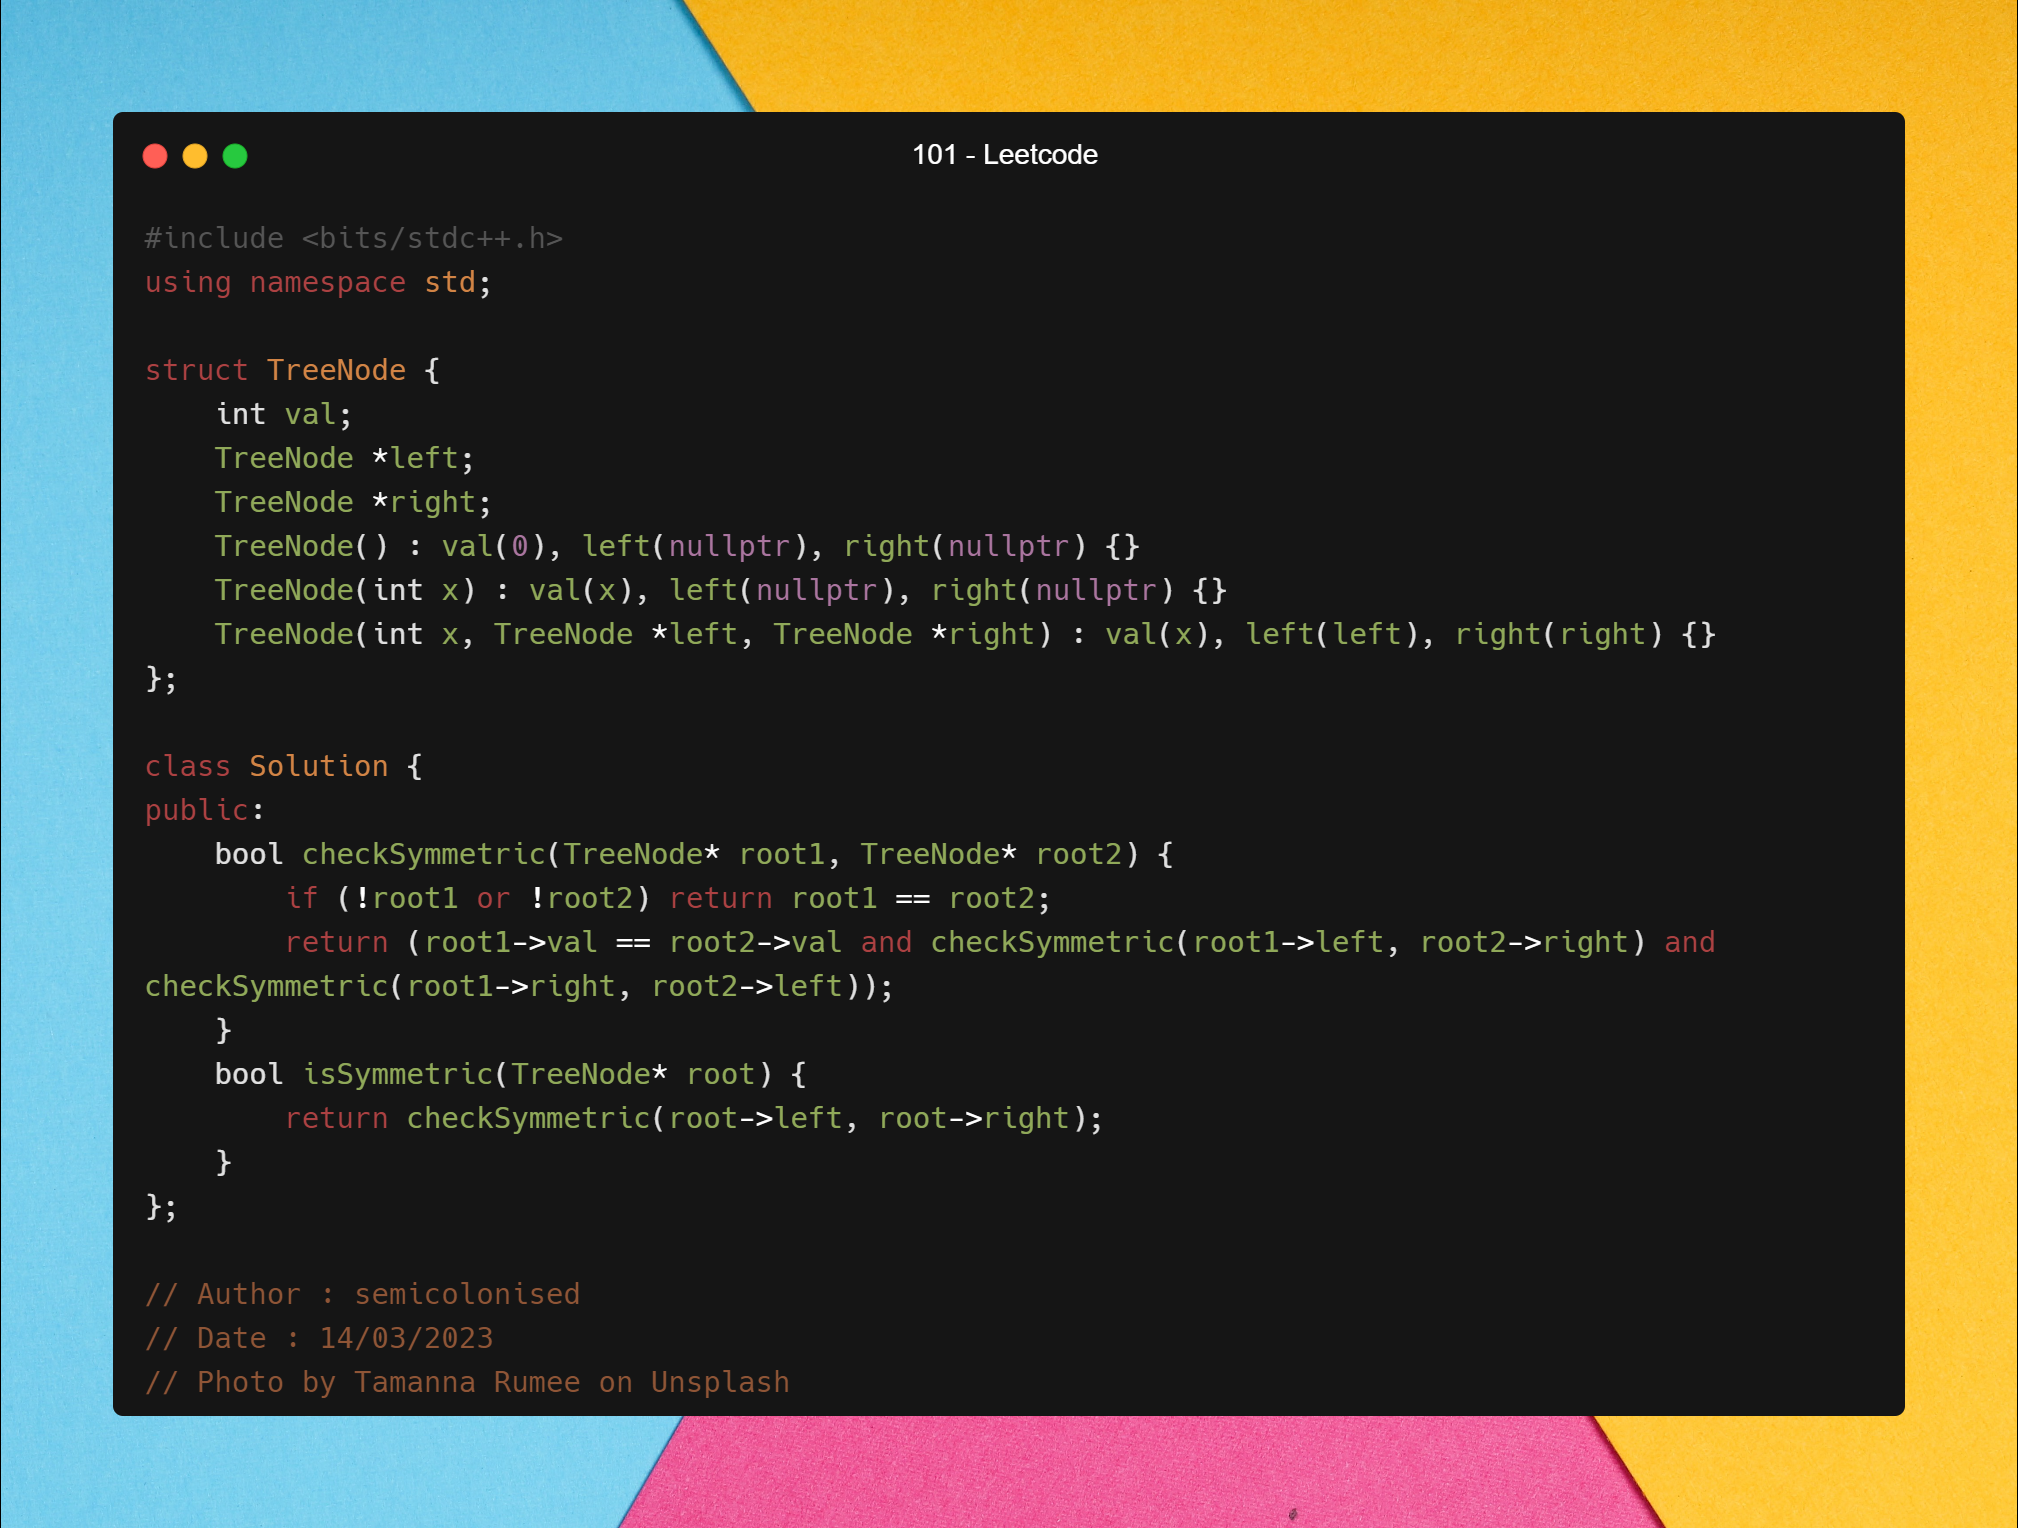 101 - Leetcode
#include <bits/stdc++.h>
using namespace std;

struct TreeNode {
    int val;
    TreeNode *left;
    TreeNode *right;
    TreeNode() : val(0), left(nullptr), right(nullptr) {}
    TreeNode(int x) : val(x), left(nullptr), right(nullptr) {}
    TreeNode(int x, TreeNode *left, TreeNode *right) : val(x), left(left), right(right) {}
};

class Solution {
public:
    bool checkSymmetric(TreeNode* root1, TreeNode* root2) {
        if (!root1 or !root2) return root1 == root2;
        return (root1->val == root2->val and checkSymmetric(root1->left, root2->right) and
checkSymmetric(root1->right, root2->left));
    }
    bool isSymmetric(TreeNode* root) {
        return checkSymmetric(root->left, root->right);
    }
};

// Author : semicolonised
// Date : 14/03/2023
// Photo by Tamanna Rumee on Unsplash